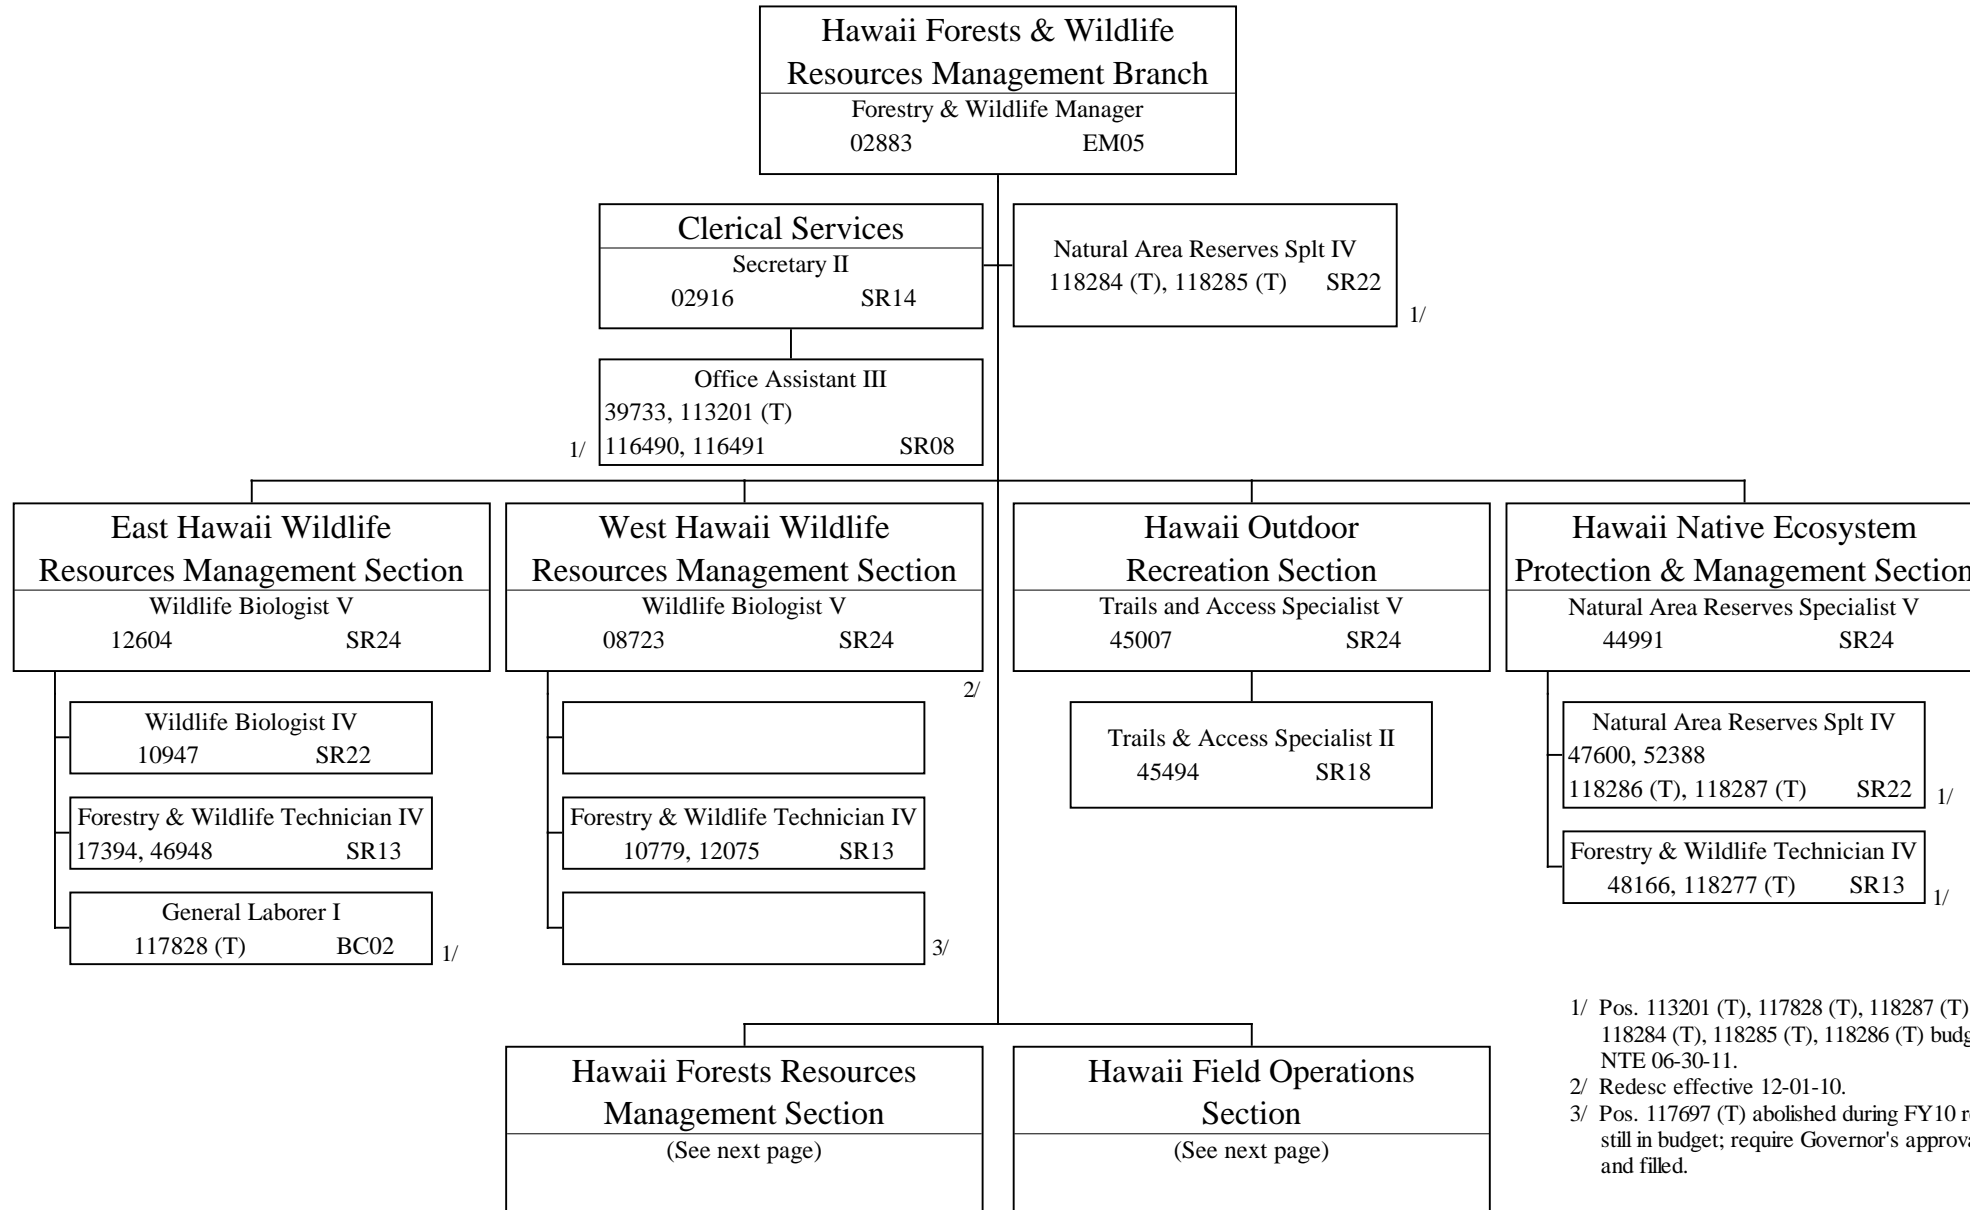 Hawaii Forests & Wildlife
Resources Management Branch
Forestry & Wildlife Manager
02883 EM05
Clerical Services
Secretary II
02916 SR14
Natural Area Reserves Splt IV
118284 (T), 118285 (T) SR22
1/
Office Assistant III
39733, 113201 (T)
1/ 116490, 116491 SR08
East Hawaii Wildlife
Resources Management Section
Wildlife Biologist V
12604 SR24
Wildlife Biologist IV
10947 SR22
Forestry & Wildlife Technician IV
17394, 46948 SR13
General Laborer I
117828 (T) BC02 1/
West Hawaii Wildlife
Resources Management Section
Wildlife Biologist V
08723 SR24
2/
Forestry & Wildlife Technician IV
10779, 12075 SR13
3/
Hawaii Outdoor
Recreation Section
Trails and Access Specialist V
45007 SR24
Trails & Access Specialist II
45494 SR18
Hawaii Native Ecosystem
Protection & Management Section
Natural Area Reserves Specialist V
44991 SR24
Natural Area Reserves Splt IV
47600, 52388
118286 (T), 118287 (T) SR22 1/
Forestry & Wildlife Technician IV
48166, 118277 (T) SR13 1/
Hawaii Forests Resources
Management Section
(See next page)
Hawaii Field Operations
Section
(See next page)
1/ Pos. 113201 (T), 117828 (T), 118287 (T)
118284 (T), 118285 (T), 118286 (T)
NTE 06-30-11.
2/ Redesc effective 12-01-10.
3/ Pos. 117697 (T) abolished during FY10
still in budget; require Governor's
and filled.